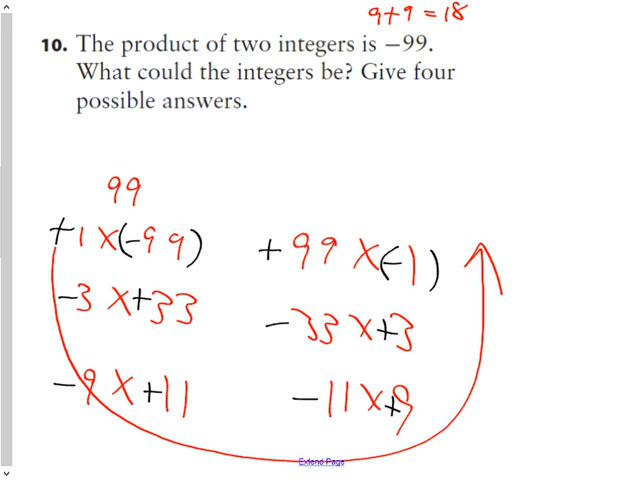 9+9=18
10. The product of two integers is −99.
What could the integers be? Give four
possible answers.
99
+1 x(-99)
+99 x(-1)
-3 x+33
-33 x+3
-9 x +11
-11 x+9
Extend Page